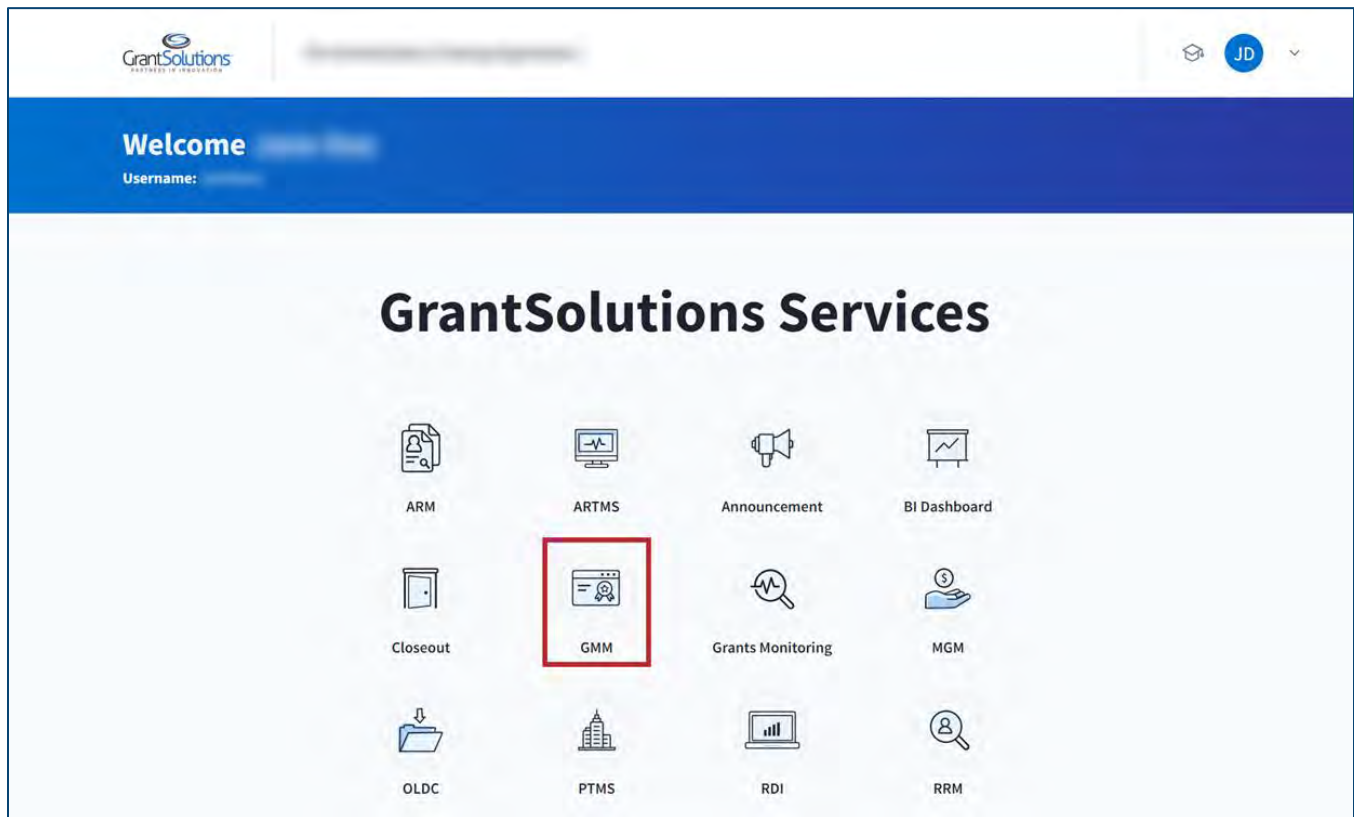 GrantSolutions
PARTNERS IN INNOVATION
JD
Welcome
Username:
GrantSolutions Services
ARM
ARTMS
Announcement
BI Dashboard
Closeout
GMM
Grants Monitoring
$
MGM
OLDC
PTMS
RDI
RRM